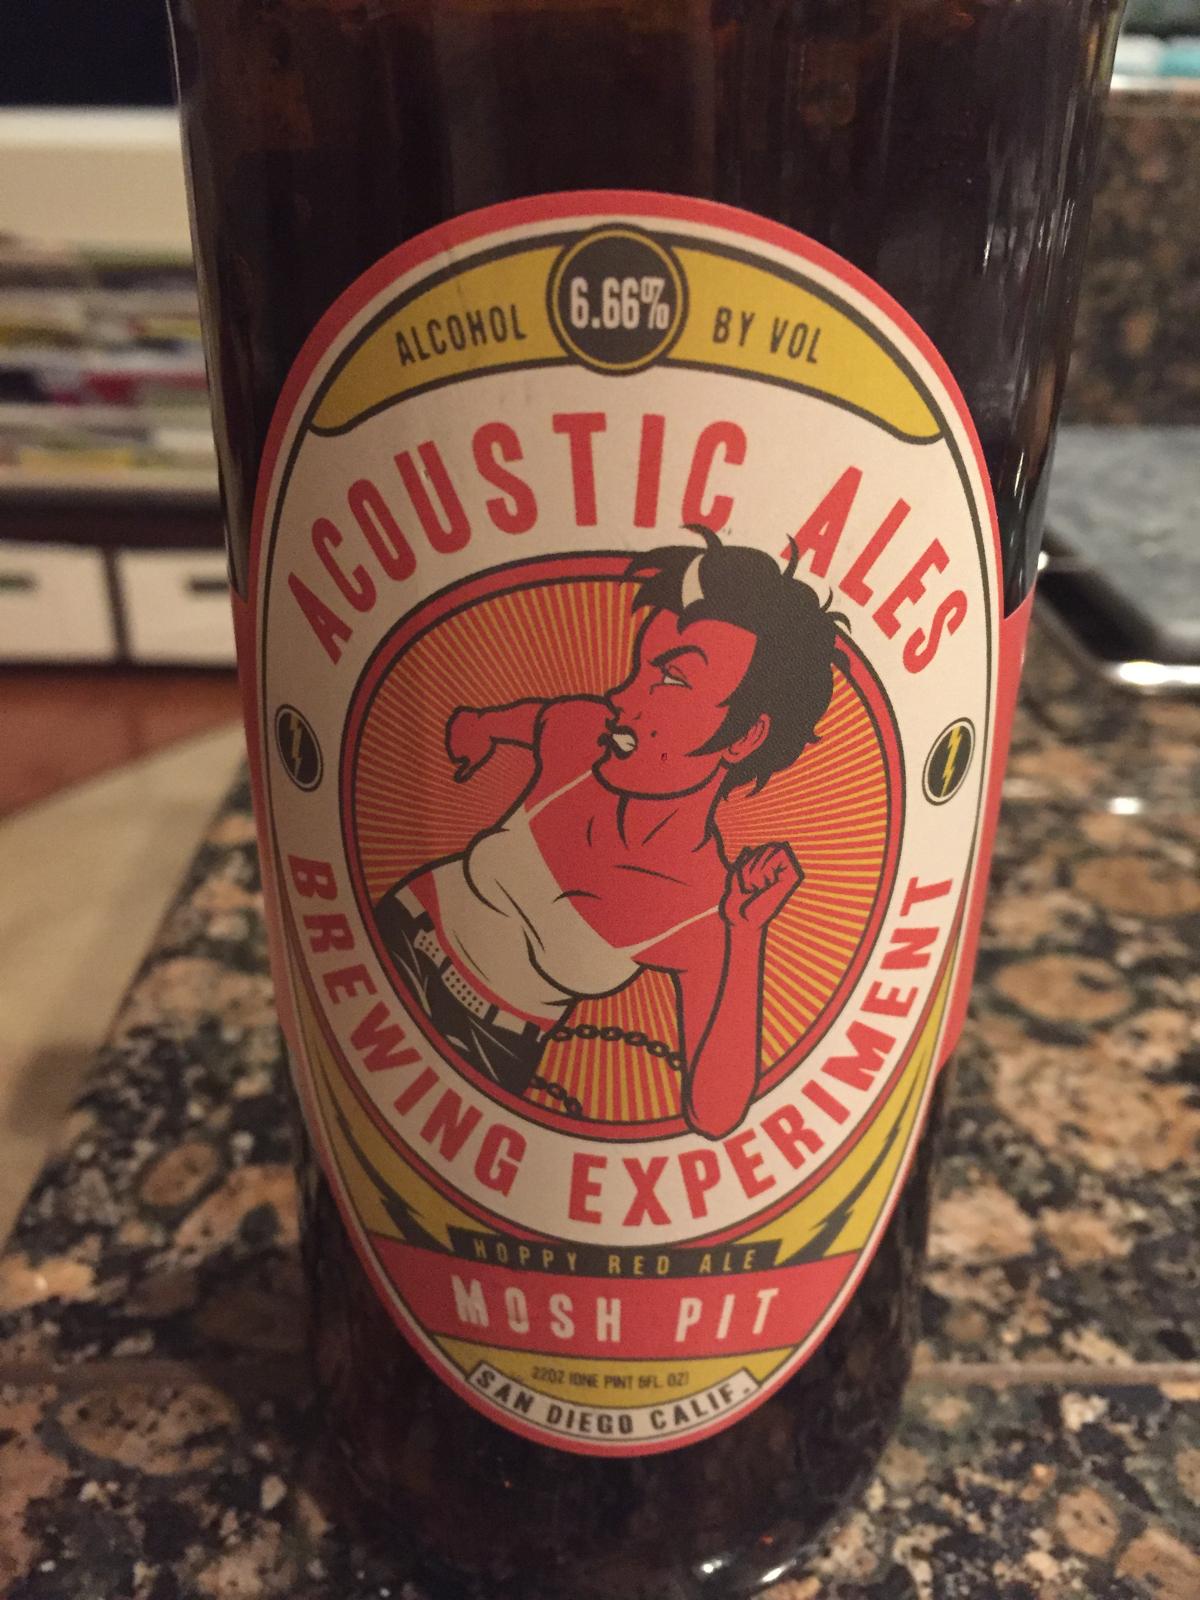 ALCOHOL 6.66% BY VOL
ACOUSTIC ALES
BREWING EXPERIMENT
HOPPY RED ALE
MOSH PIT
22OZ (ONE PINT 6FL. OZ)
SAN DIEGO CALIF.